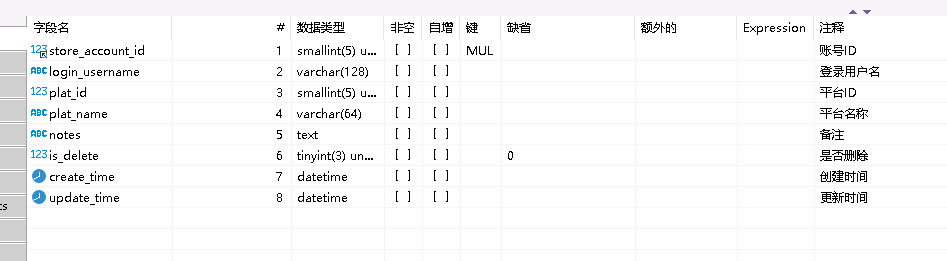 字段名 # 数据类型 非空 自增 键 缺省 额外的 Expression 注释
123 store_account_id 1 smallint(5) u... [ ] [ ] MUL 账号ID
ABC login_username 2 varchar(128) [ ] [ ] 登录用户名
123 plat_id 3 smallint(5) u... [ ] [ ] 平台ID
ABC plat_name 4 varchar(64) [ ] [ ] 平台名称
ABC notes 5 text [ ] [ ] 备注
123 is_delete 6 tinyint(3) un... [ ] [ ] 0 是否删除
create_time 7 datetime [ ] [ ] 创建时间
ts update_time 8 datetime [ ] [ ] 更新时间